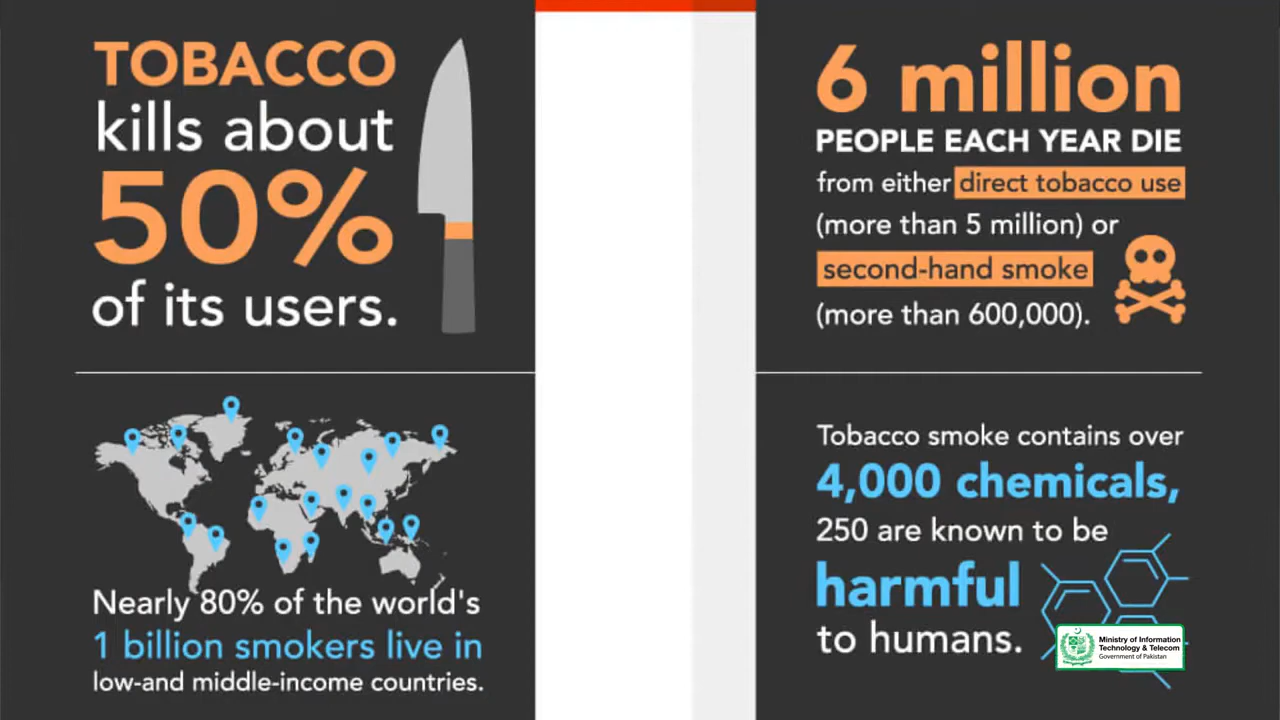 TOBACCO
kills about
50%
of its users.
6 million
PEOPLE EACH YEAR DIE
from either direct tobacco use
(more than 5 million) or
second-hand smoke
(more than 600,000).
Nearly 80% of the world's
1 billion smokers live in
low-and middle-income countries.
Tobacco smoke contains over
4,000 chemicals,
250 are known to be
harmful
to humans.
Ministry of Information
Technology & Telecom
Government of Pakistan